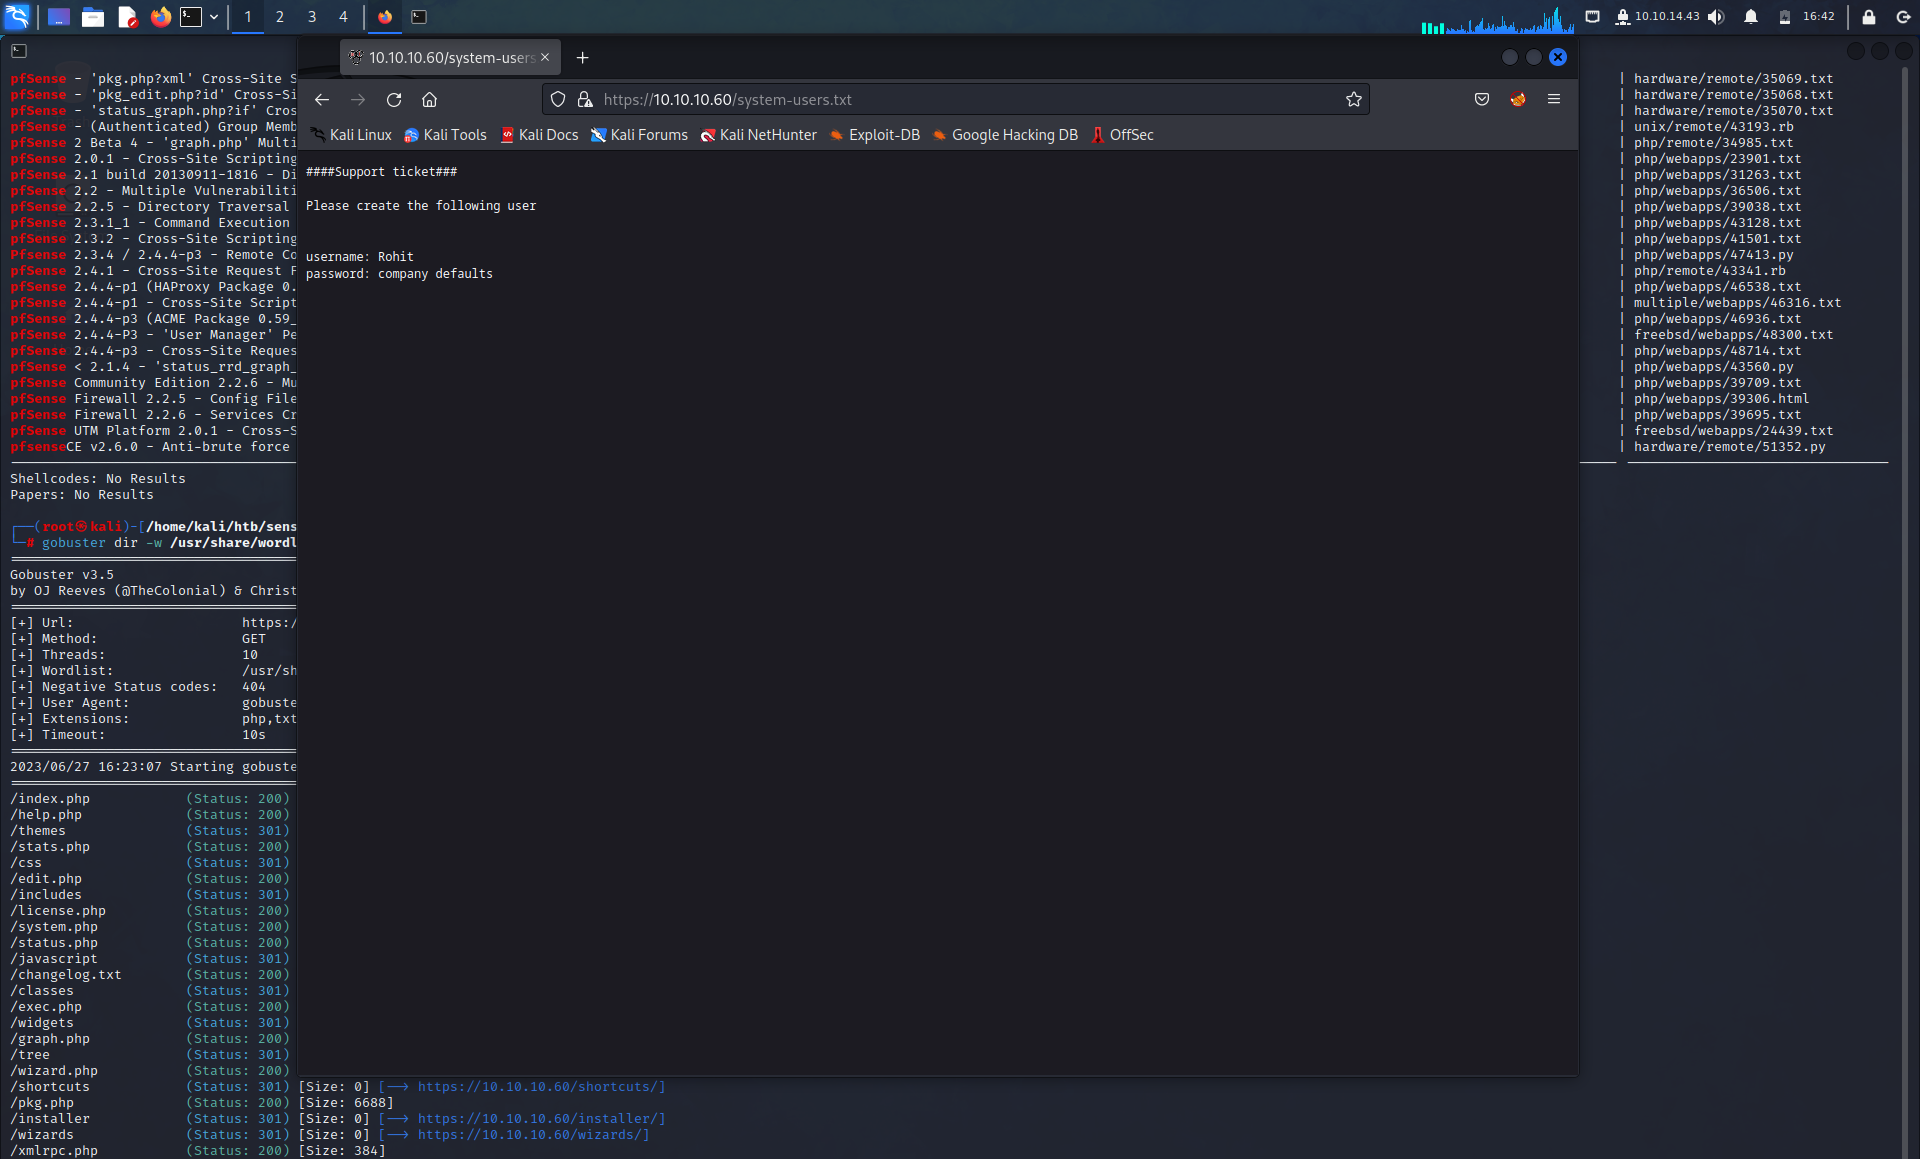 1 2 3 4
10.10.14.43
16:42
10.10.10.60/system-users
https://10.10.10.60/system-users.txt
Kali Linux Kali Tools Kali Docs Kali Forums Kali NetHunter Exploit-DB Google Hacking DB OffSec
####Support ticket###
Please create the following user
username: Rohit
password: company defaults
pfSense - 'pkg.php?xml' Cross-Site S
pfSense - 'pkg_edit.php?id' Cross-Si
pfSense - 'status_graph.php?if' Cros
pfSense - (Authenticated) Group Memb
pfSense 2 Beta 4 - 'graph.php' Multi
pfSense 2.0.1 - Cross-Site Scripting
pfSense 2.1 build 20130911-1816 - Di
pfSense 2.2 - Multiple Vulnerabiliti
pfSense 2.2.5 - Directory Traversal
pfSense 2.3.1_1 - Command Execution
pfSense 2.3.2 - Cross-Site Scripting
Pfsense 2.3.4 / 2.4.4-p3 - Remote Co
pfSense 2.4.1 - Cross-Site Request F
pfSense 2.4.4-p1 (HAProxy Package 0.
pfSense 2.4.4-p1 - Cross-Site Script
pfSense 2.4.4-p3 (ACME Package 0.59_
pfSense 2.4.4-P3 - 'User Manager' Pe
pfSense 2.4.4-p3 - Cross-Site Reques
pfSense < 2.1.4 - 'status_rrd_graph_
pfSense Community Edition 2.2.6 - Mu
pfSense Firewall 2.2.5 - Config File
pfSense Firewall 2.2.6 - Services Cr
pfSense UTM Platform 2.0.1 - Cross-S
pfsenseCE v2.6.0 - Anti-brute force
| hardware/remote/35069.txt
| hardware/remote/35068.txt
| hardware/remote/35070.txt
| unix/remote/43193.rb
| php/remote/34985.txt
| php/webapps/23901.txt
| php/webapps/31263.txt
| php/webapps/36506.txt
| php/webapps/39038.txt
| php/webapps/43128.txt
| php/webapps/41501.txt
| php/webapps/47413.py
| php/remote/43341.rb
| php/webapps/46538.txt
| multiple/webapps/46316.txt
| php/webapps/46936.txt
| freebsd/webapps/48300.txt
| php/webapps/48714.txt
| php/webapps/43560.py
| php/webapps/39709.txt
| php/webapps/39306.html
| php/webapps/39695.txt
| freebsd/webapps/24439.txt
| hardware/remote/51352.py
Shellcodes: No Results
Papers: No Results
┌──(root㉿kali)-[/home/kali/htb/sens
└─# gobuster dir -w /usr/share/wordl
Gobuster v3.5
by OJ Reeves (@TheColonial) & Christ
[+] Url: https:/
[+] Method: GET
[+] Threads: 10
[+] Wordlist: /usr/sh
[+] Negative Status codes: 404
[+] User Agent: gobuste
[+] Extensions: php,txt
[+] Timeout: 10s
2023/06/27 16:23:07 Starting gobuste
/index.php (Status: 200)
/help.php (Status: 200)
/themes (Status: 301)
/stats.php (Status: 200)
/css (Status: 301)
/edit.php (Status: 200)
/includes (Status: 301)
/license.php (Status: 200)
/system.php (Status: 200)
/status.php (Status: 200)
/javascript (Status: 301)
/changelog.txt (Status: 200)
/classes (Status: 301)
/exec.php (Status: 200)
/widgets (Status: 301)
/graph.php (Status: 200)
/tree (Status: 301)
/wizard.php (Status: 200)
/shortcuts (Status: 301) [Size: 0] [--> https://10.10.10.60/shortcuts/]
/pkg.php (Status: 200) [Size: 6688]
/installer (Status: 301) [Size: 0] [--> https://10.10.10.60/installer/]
/wizards (Status: 301) [Size: 0] [--> https://10.10.10.60/wizards/]
/xmlrpc.php (Status: 200) [Size: 384]